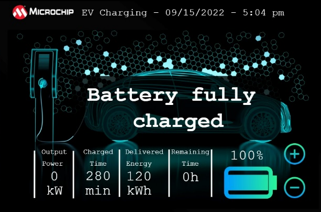 MICROCHIP EV Charging - 09/15/2022 - 5:04 pm
Battery fully
charged
Output Charged Delivered Remaining
Power Time Energy Time
0 280 120 0h
kW min kWh
100%
+
-